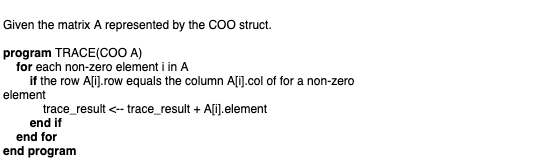 Given the matrix A represented by the COO struct.
program TRACE(COO A)
for each non-zero element i in A
if the row A[i].row equals the column A[i].col of for a non-zero
element
trace_result <-- trace_result + A[i].element
end if
end for
end program